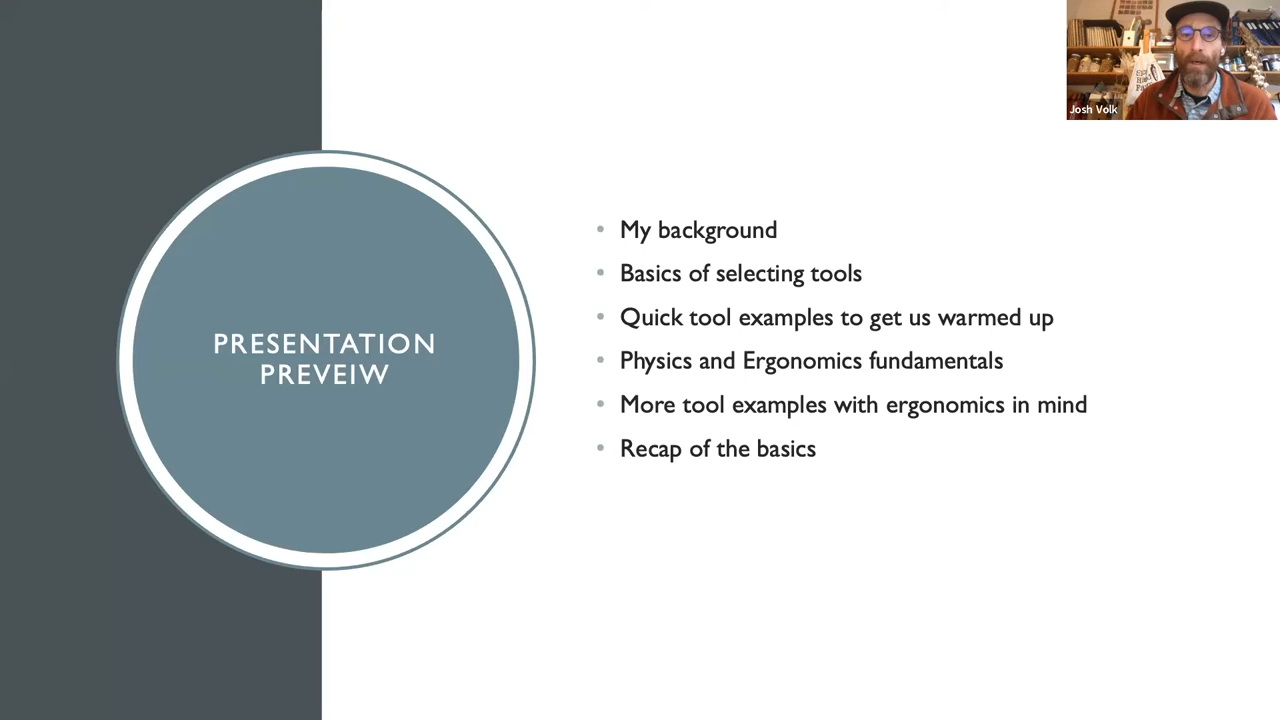 Josh Volk
PRESENTATION
PREVEIW
My background
Basics of selecting tools
Quick tool examples to get us warmed up
Physics and Ergonomics fundamentals
More tool examples with ergonomics in mind
Recap of the basics